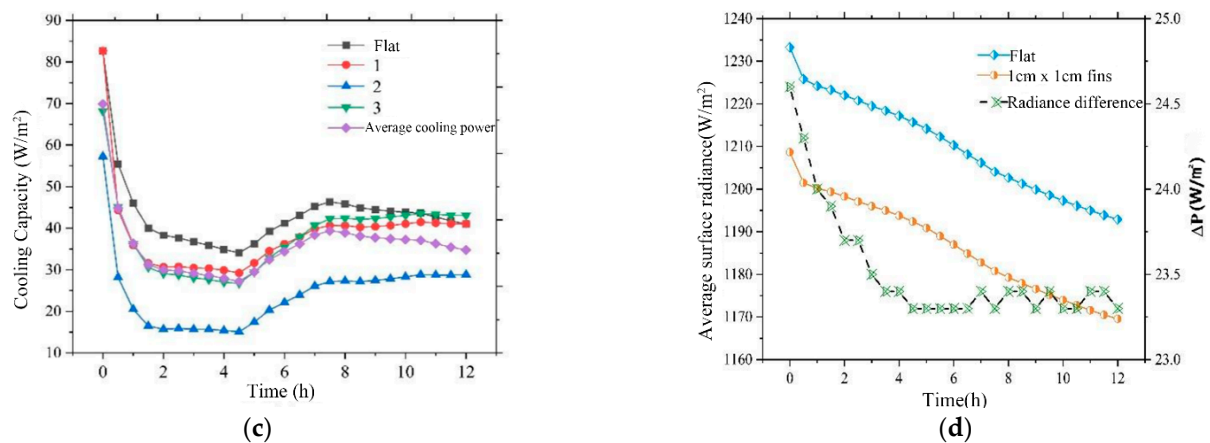 90
80
70
60
50
40
30
20
10
Cooling Capacity (W/m²)
Flat
1
2
3
Average cooling power
0 2 4 6 8 10 12
Time (h)
(c)
1240
1230
1220
1210
1200
1190
1180
1170
1160
Average surface radiance(W/m²)
Flat
1cm x 1cm fins
Radiance difference
25.0
24.5
24.0
23.5
23.0
ΔP(W/㎡)
0 2 4 6 8 10 12
Time(h)
(d)